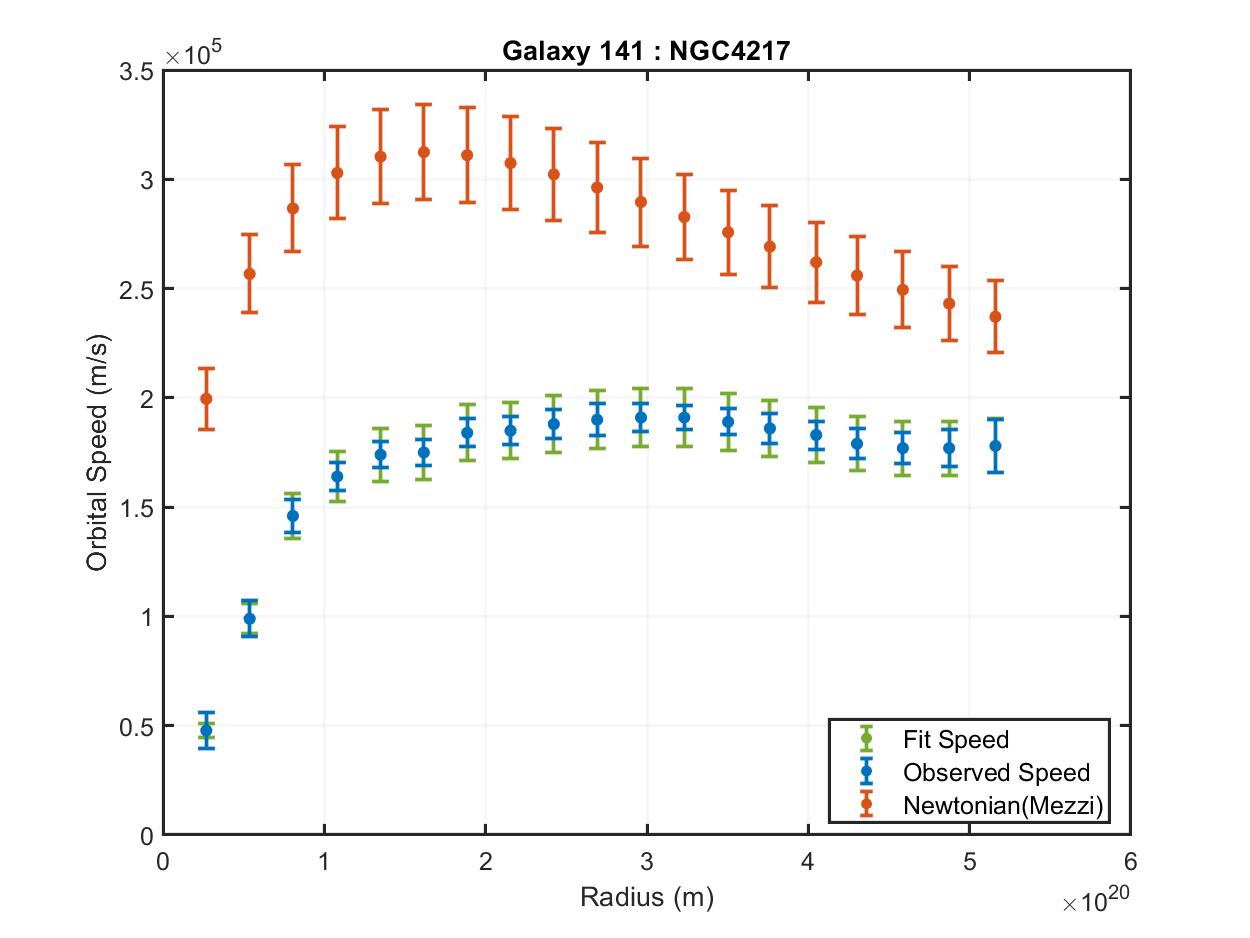 Galaxy 141 : NGC4217
×10^5
3.5
3
2.5
2
1.5
1
0.5
0
Orbital Speed (m/s)
0 1 2 3 4 5 6
Radius (m)
×10^20
Fit Speed
Observed Speed
Newtonian(Mezzi)